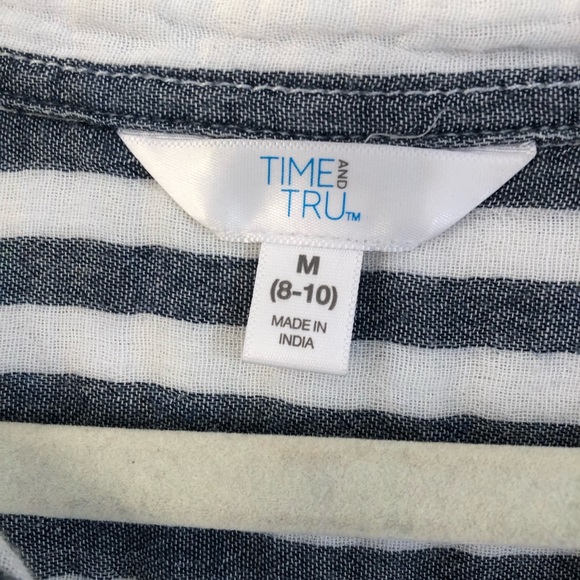 TIME AND
TRU™
M
(8-10)
MADE IN
INDIA